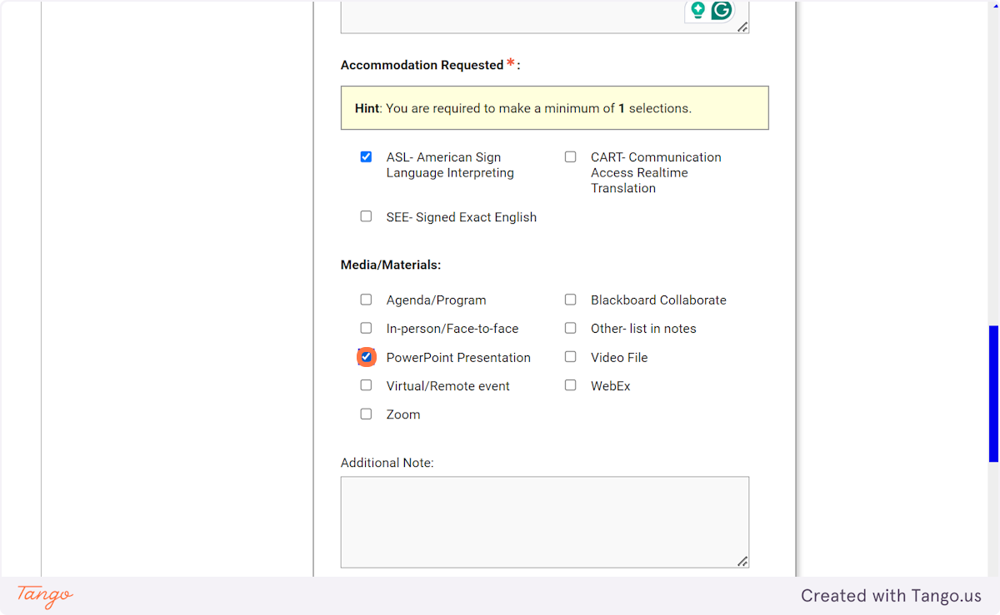 Accommodation Requested *:
Hint: You are required to make a minimum of 1 selections.
ASL- American Sign
Language Interpreting
CART- Communication
Access Realtime
Translation
SEE- Signed Exact English
Media/Materials:
Agenda/Program
Blackboard Collaborate
In-person/Face-to-face
Other- list in notes
PowerPoint Presentation
Video File
Virtual/Remote event
WebEx
Zoom
Additional Note:
Tango
Created with Tango.us